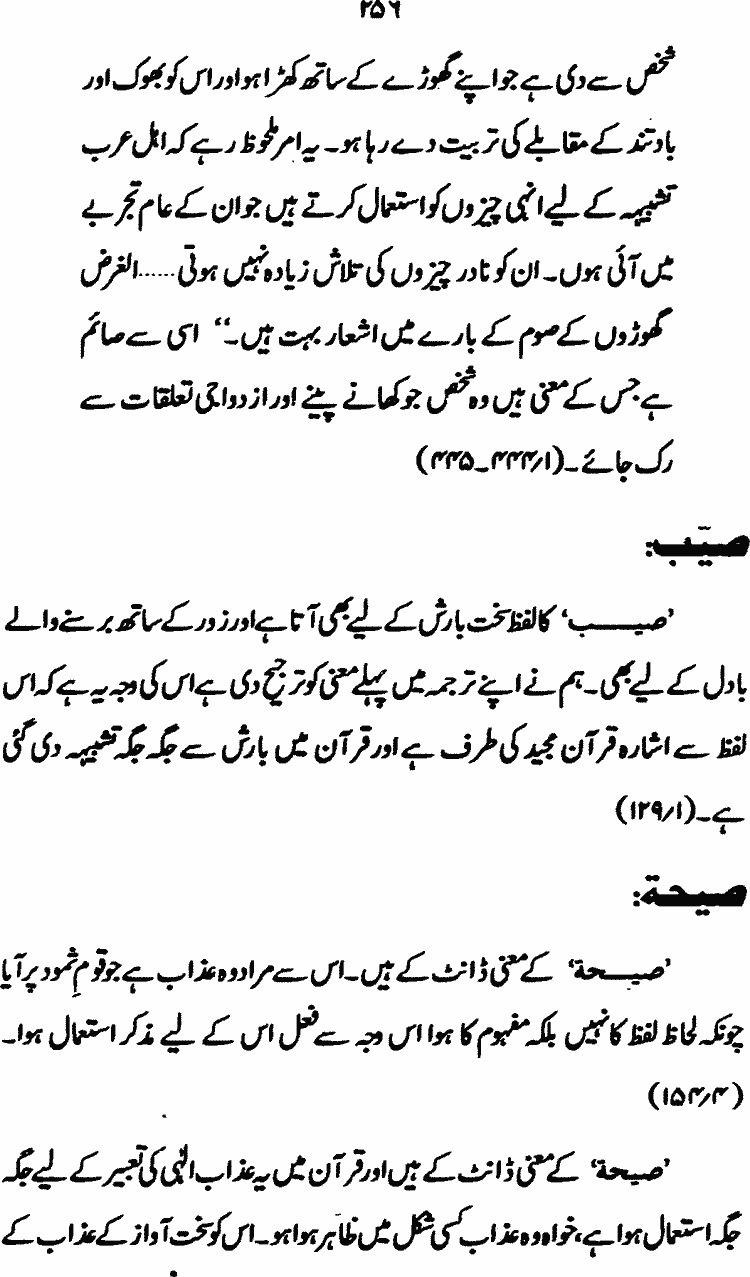 ۲۵۶
شخص سے دی ہے جو اپنے گھوڑے کے ساتھ کھڑا ہو اور اس کو بھوک اور
بادتند کے مقابلے کی تربیت دے رہا ہو۔ یہ امر ملحوظ رہے کہ اہل عرب
تشبیہہ کے لیے انہی چیزوں کو استعمال کرتے ہیں جو ان کے عام تجربے
میں آئی ہوں۔ ان کو نادر چیزوں کی تلاش زیادہ نہیں ہوتی ...... الغرض
گھوڑوں کے صوم کے بارے میں اشعار بہت ہیں۔‘‘ اسی سے صائم
ہے جس کے معنی ہیں وہ شخص جو کھانے پینے اور ازدواجی تعلقات سے
رک جائے۔ (۱؍۴۴۴۔۴۴۵)
صیّب:
’صیب‘ کا لفظ سخت بارش کے لیے بھی آتا ہے اور زور کے ساتھ برسنے والے
بادل کے لیے بھی۔ ہم نے اپنے ترجمہ میں پہلے معنی کو ترجیح دی ہے اس کی وجہ یہ ہے کہ اس
لفظ سے اشارہ قرآن مجید کی طرف ہے اور قرآن میں بارش سے جگہ جگہ تشبیہہ دی گئی
ہے۔ (۱؍۱۲۹)
صیحة:
’صیحة‘ کے معنی ڈانٹ کے ہیں۔ اس سے مراد وہ عذاب ہے جو قومِ ثمود پر آیا
چونکہ لحاظ لفظ کا نہیں بلکہ مفہوم کا ہوا اس وجہ سے فعل اس کے لیے مذکر استعمال ہوا۔
(۴؍۱۵۴)
’صیحة‘ کے معنی ڈانٹ کے ہیں اور قرآن میں یہ عذاب الٰہی کی تعبیر کے لیے جگہ
جگہ استعمال ہوا ہے، خواہ وہ عذاب کسی شکل میں ظاہر ہوا ہو۔ اس کو سخت آواز کے عذاب کے